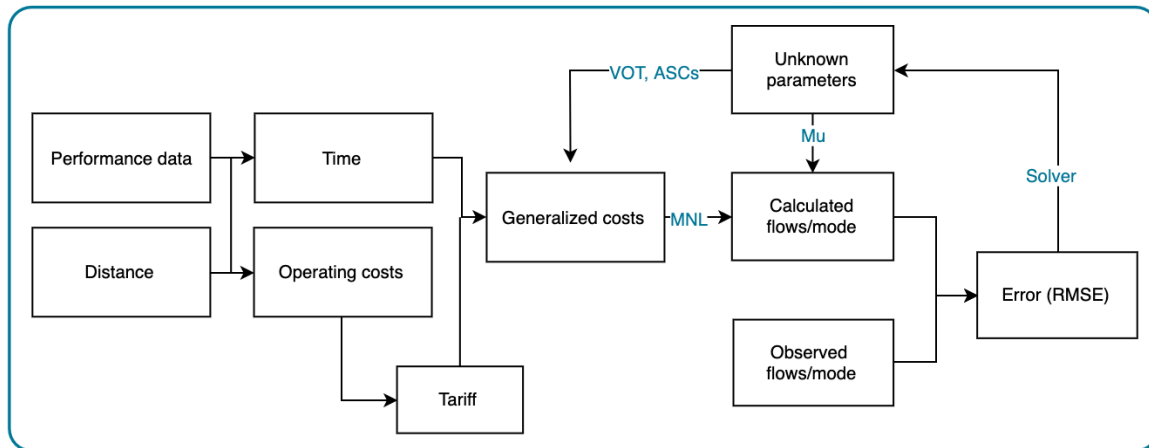 Unknown
parameters
VOT, ASCs
Mu
Performance data
Time
Solver
Generalized costs
MNL
Calculated
flows/mode
Distance
Operating costs
Error (RMSE)
Observed
flows/mode
Tariff